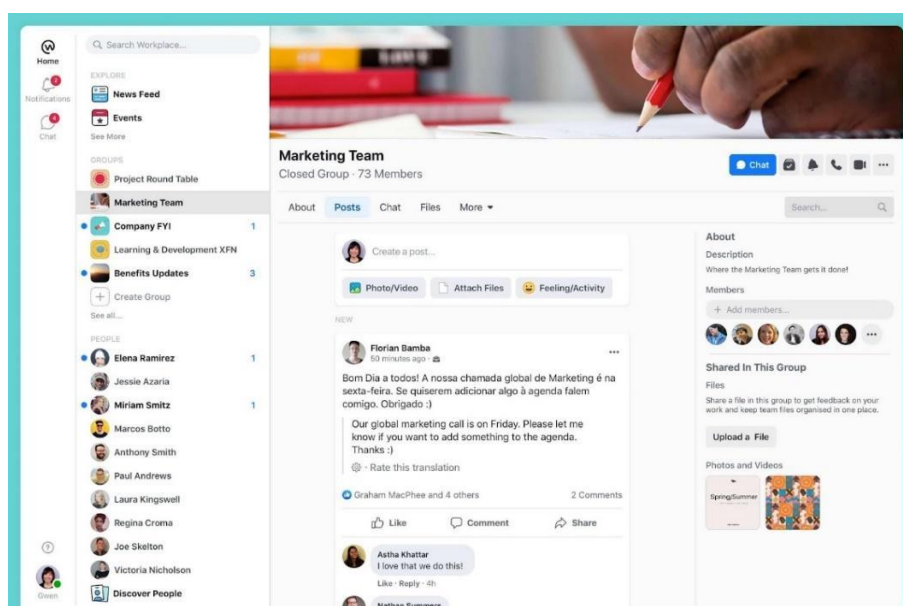 Home
2
Notifications
4
Chat
Gwen
Search Workplace...
EXPLORE
News Feed
Events
See More
GROUPS
Project Round Table
Marketing Team
Company FYI 1
Learning & Development XFN
Benefits Updates 3
Create Group
See all...
PEOPLE
Elena Ramirez 1
Jessie Azaria
Miriam Smitz 1
Marcos Botto
Anthony Smith
Paul Andrews
Laura Kingswell
Regina Croma
Joe Skelton
Victoria Nicholson
Discover People
LOVE
Marketing Team
Closed Group · 73 Members
Chat
About Posts Chat Files More
Search...
Create a post...
Photo/Video Attach Files Feeling/Activity
NEW
Florian Bamba
50 minutes ago ·
Bom Dia a todos! A nossa chamada global de Marketing é na
sexta-feira. Se quiserem adicionar algo à agenda falem
comigo. Obrigado :)
Our global marketing call is on Friday. Please let me
know if you want to add something to the agenda.
Thanks :)
· Rate this translation
Graham MacPhee and 4 others 2 Comments
Like Comment Share
Astha Khattar
I love that we do this!
Like · Reply · 4h
Nathan Summers
About
Description
Where the Marketing Team gets it done!
Members
+ Add members...
Shared In This Group
Files
Share a file in this group to get feedback on your
work and keep team files organised in one place.
Upload a File
Photos and Videos
Spring/Summer